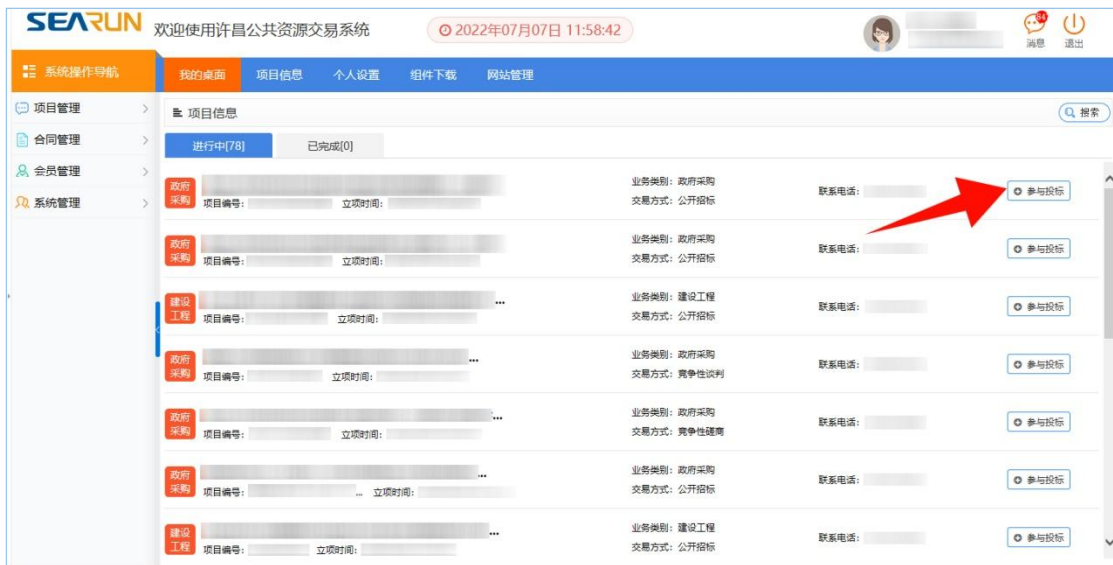 SEARUN 欢迎使用许昌公共资源交易系统 2022年07月07日 11:58:42 84 消息 退出
系统操作导航 我的桌面 项目信息 个人设置 组件下载 网站管理
项目管理
合同管理
会员管理
系统管理
项目信息 搜索
进行中[78] 已完成[0]
政府采购 业务类别：政府采购
项目编号： 立项时间： 交易方式：公开招标 联系电话： 参与投标
政府采购 业务类别：政府采购
项目编号： 立项时间： 交易方式：公开招标 联系电话： 参与投标
建设工程 ... 业务类别：建设工程
项目编号： 立项时间： 交易方式：公开招标 联系电话： 参与投标
政府采购 ... 业务类别：政府采购
项目编号： 立项时间： 交易方式：竞争性谈判 联系电话： 参与投标
政府采购 ... 业务类别：政府采购
项目编号： 立项时间： 交易方式：竞争性磋商 联系电话： 参与投标
政府采购 ... 业务类别：政府采购
项目编号： ... 立项时间： 交易方式：公开招标 联系电话： 参与投标
建设工程 ... 业务类别：建设工程
项目编号： 立项时间： 交易方式：公开招标 联系电话： 参与投标